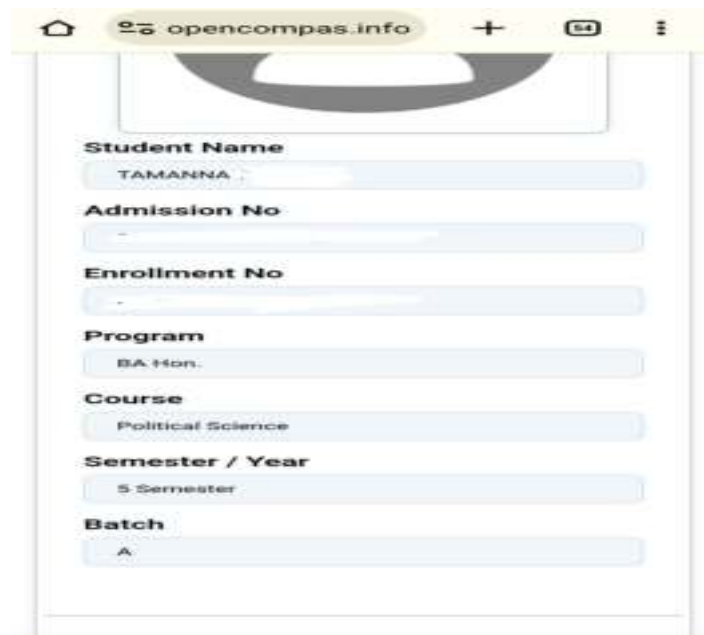 opencompas.info
54
Student Name
TAMANNA
Admission No
Enrollment No
Program
BA Hon.
Course
Political Science
Semester / Year
5 Semester
Batch
A